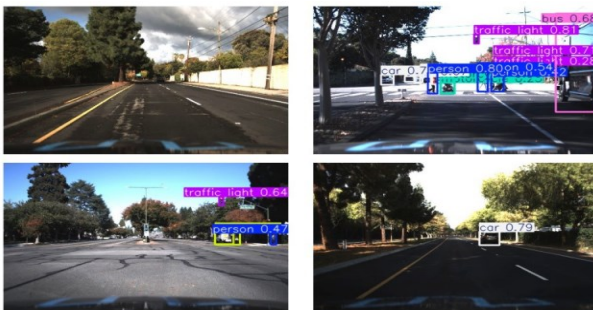 bus 0.68
traffic light 0.81
traffic light 0.7
traffic light 0.28
car 0.7
person 0.80
on 0.54
traffic light 0.64
person 0.47
car 0.79